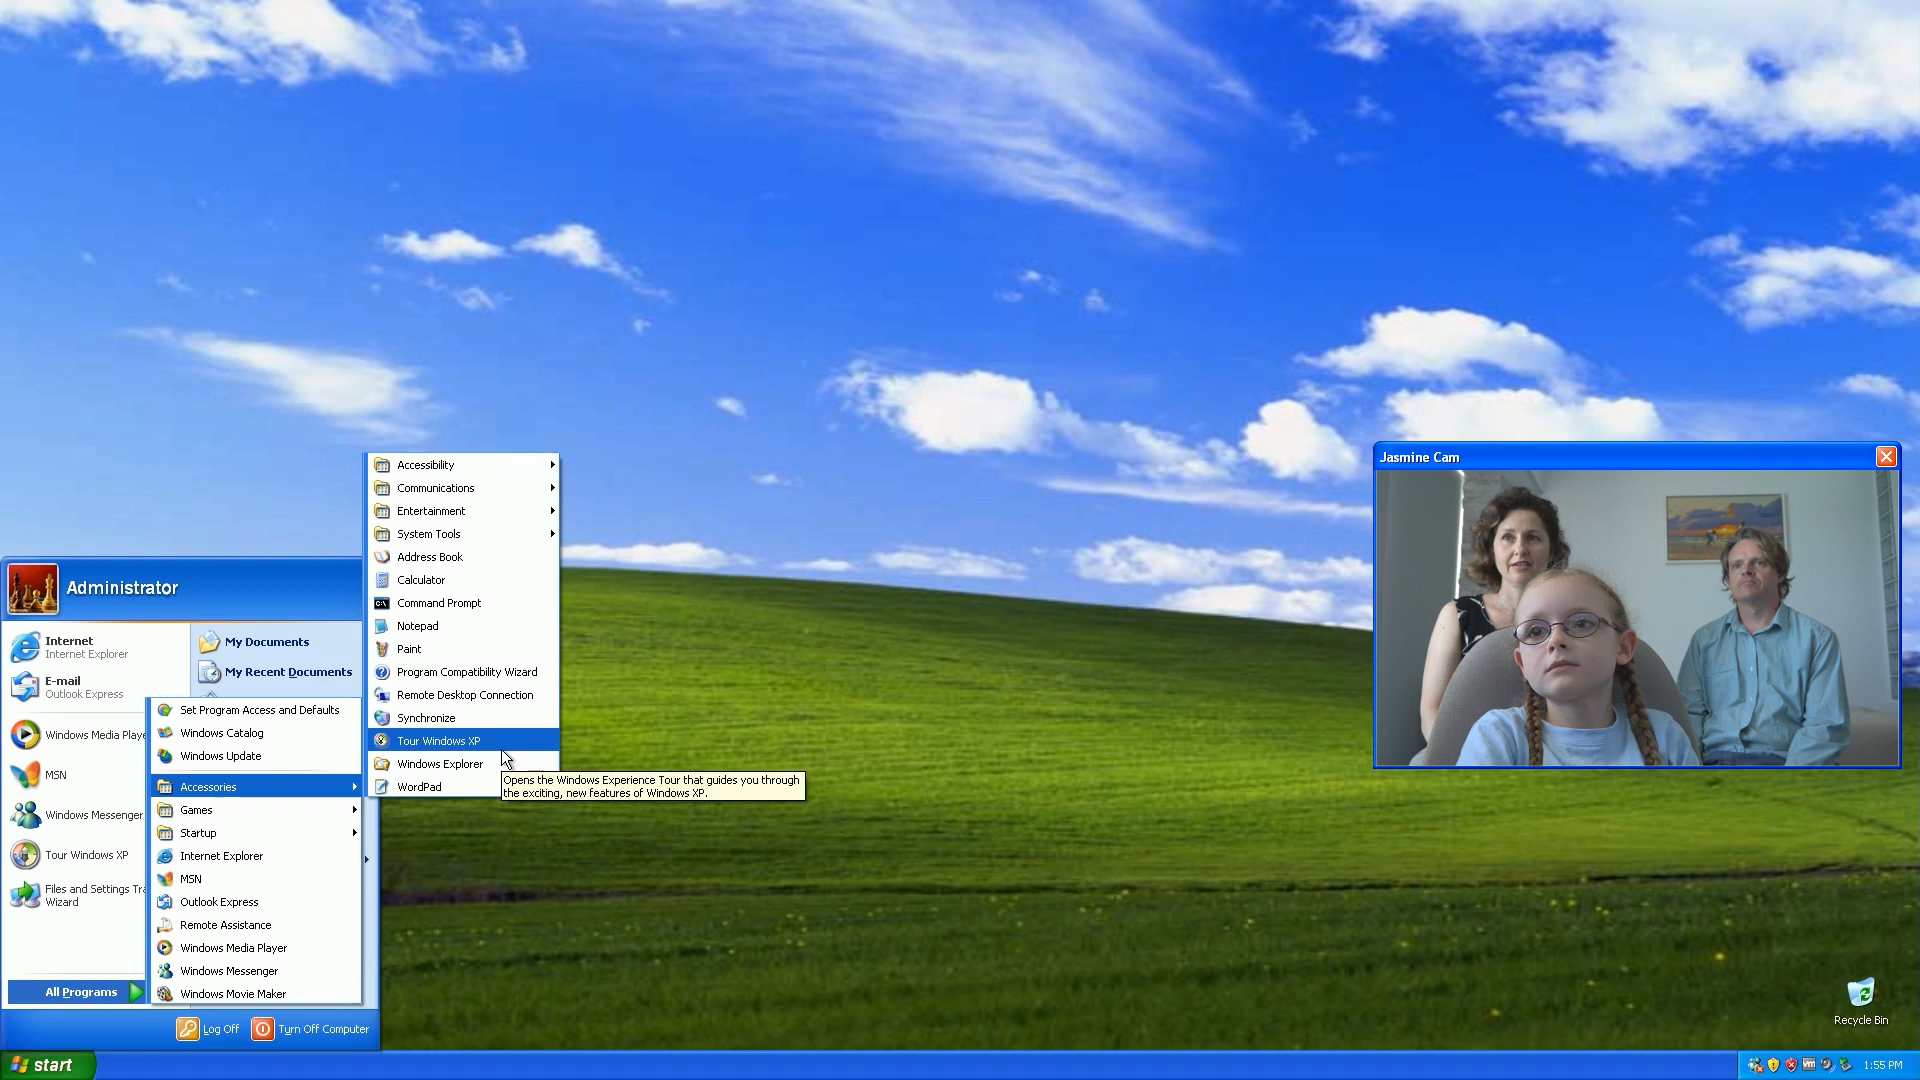 Accessibility
Communications
Entertainment
System Tools
Address Book
Calculator
Command Prompt
Notepad
Paint
Program Compatibility Wizard
Remote Desktop Connection
Synchronize
Tour Windows XP
Windows Explorer
WordPad
Opens the Windows Experience Tour that guides you through
the exciting, new features of Windows XP.
Administrator
Internet
Internet Explorer
E-mail
Outlook Express
Windows Media Playe
MSN
Windows Messenger
Tour Windows XP
Files and Settings Tra
Wizard
All Programs
My Documents
My Recent Documents
Set Program Access and Defaults
Windows Catalog
Windows Update
Accessories
Games
Startup
Internet Explorer
MSN
Outlook Express
Remote Assistance
Windows Media Player
Windows Messenger
Windows Movie Maker
Log Off
Turn Off Computer
Jasmine Cam
Recycle Bin
start
1:55 PM